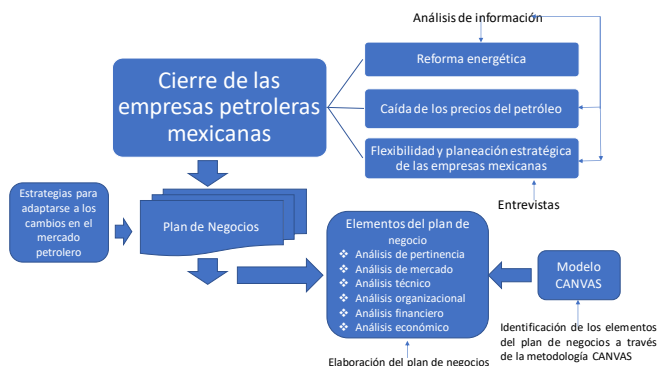 Análisis de información
Cierre de las
empresas petroleras
mexicanas
Reforma energética
Caída de los precios del petróleo
Flexibilidad y planeación estratégica
de las empresas mexicanas
Entrevistas
Estrategias para
adaptarse a los
cambios en el
mercado
petrolero
Plan de Negocios
Elementos del plan de
negocio
❖ Análisis de pertinencia
❖ Análisis de mercado
❖ Análisis técnico
❖ Análisis organizacional
❖ Análisis financiero
❖ Análisis económico
Modelo
CANVAS
Identificación de los elementos
del plan de negocios a través
de la metodología CANVAS
Elaboración del plan de negocios